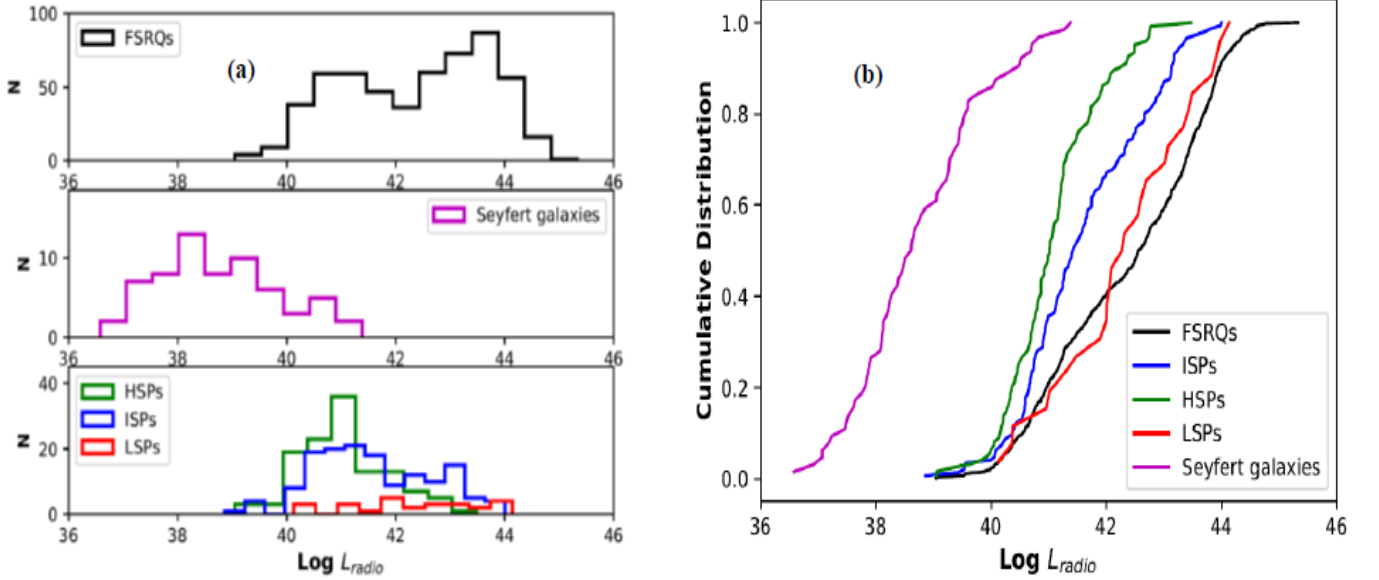 100
50
0
N
FSRQs
(a)
36 38 40 42 44 46
10
0
N
Seyfert galaxies
36 38 40 42 44 46
40
20
0
N
HSPs
ISPs
LSPs
36 38 40 42 44 46
Log L_radio
1.0
0.8
0.6
0.4
0.2
0.0
Cumulative Distribution
(b)
FSRQs
ISPs
HSPs
LSPs
Seyfert galaxies
36 38 40 42 44 46
Log L_radio